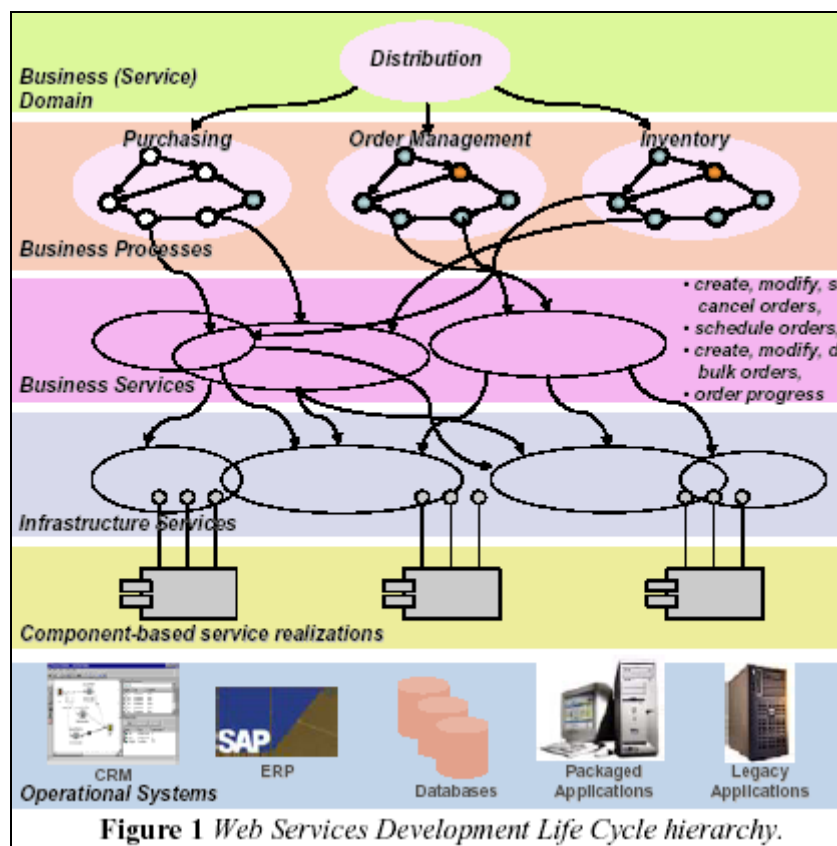 Distribution
Business (Service)
Domain
Purchasing
Order Management
Inventory
Business Processes
• create, modify,
cancel orders,
• schedule orders,
• create, modify,
bulk orders,
• order progress
Business Services
Infrastructure Services
Component-based service realizations
SAP
CRM
ERP
Databases
Packaged
Applications
Legacy
Applications
Operational Systems
Figure 1 Web Services Development Life Cycle hierarchy.